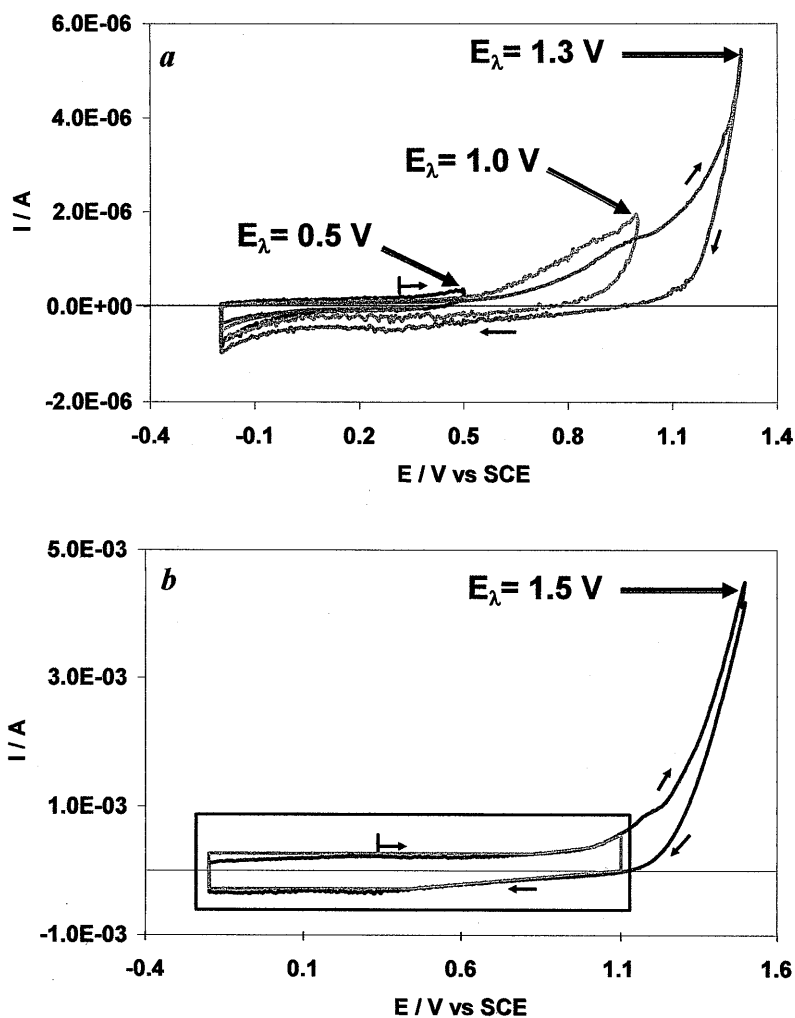 6.0E-06
a
Eλ= 1.3 V
4.0E-06
Eλ= 1.0 V
I / A
2.0E-06
Eλ= 0.5 V
0.0E+00
-2.0E-06
-0.4 -0.1 0.2 0.5 0.8 1.1 1.4
E / V vs SCE
5.0E-03
b
Eλ= 1.5 V
3.0E-03
I / A
1.0E-03
-1.0E-03
-0.4 0.1 0.6 1.1 1.6
E / V vs SCE